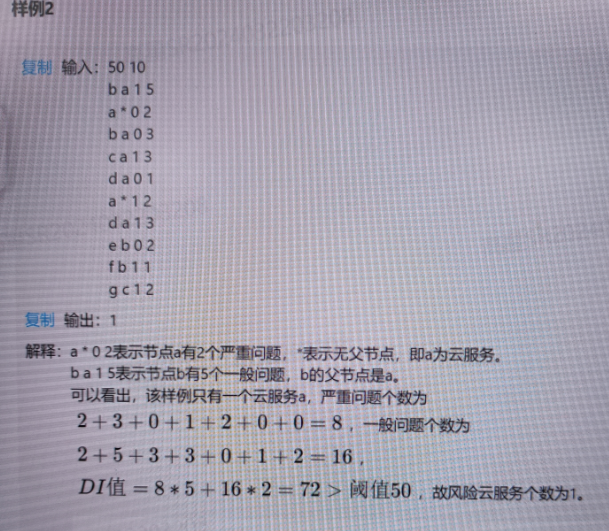 样例2
复制 输入：50 10
b a 1 5
a * 0 2
b a 0 3
c a 1 3
d a 0 1
a * 1 2
d a 1 3
e b 0 2
f b 1 1
g c 1 2
复制 输出：1
解释：a * 0 2表示节点a有2个严重问题，*表示无父节点，即a为云服务。
b a 1 5表示节点b有5个一般问题，b的父节点是a。
可以看出，该样例只有一个云服务a，严重问题个数为
2 + 3 + 0 + 1 + 2 + 0 + 0 = 8 ，一般问题个数为
2 + 5 + 3 + 3 + 0 + 1 + 2 = 16 ，
DI值 = 8 * 5 + 16 * 2 = 72 > 阈值50 ，故风险云服务个数为1。